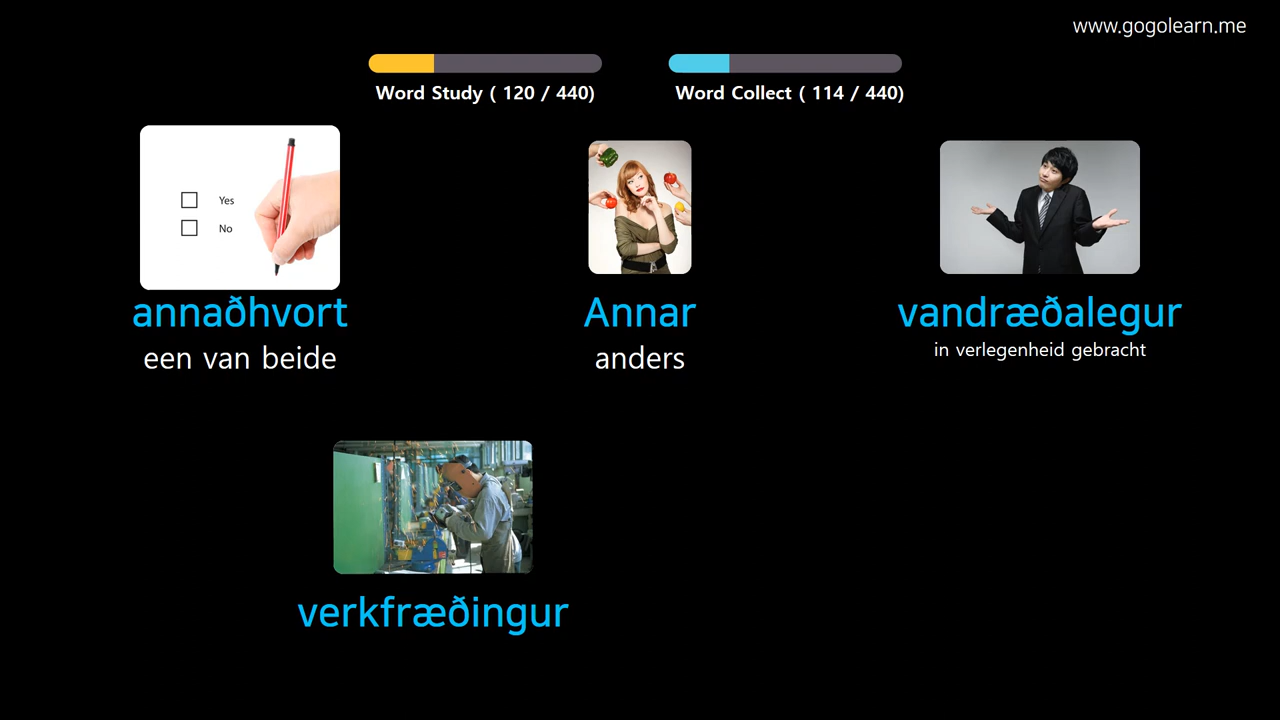 www.gogolearn.me
Word Study ( 120 / 440)
Word Collect ( 114 / 440)
Yes
No
annaðhvort
een van beide
Annar
anders
vandræðalegur
in verlegenheid gebracht
verkfræðingur